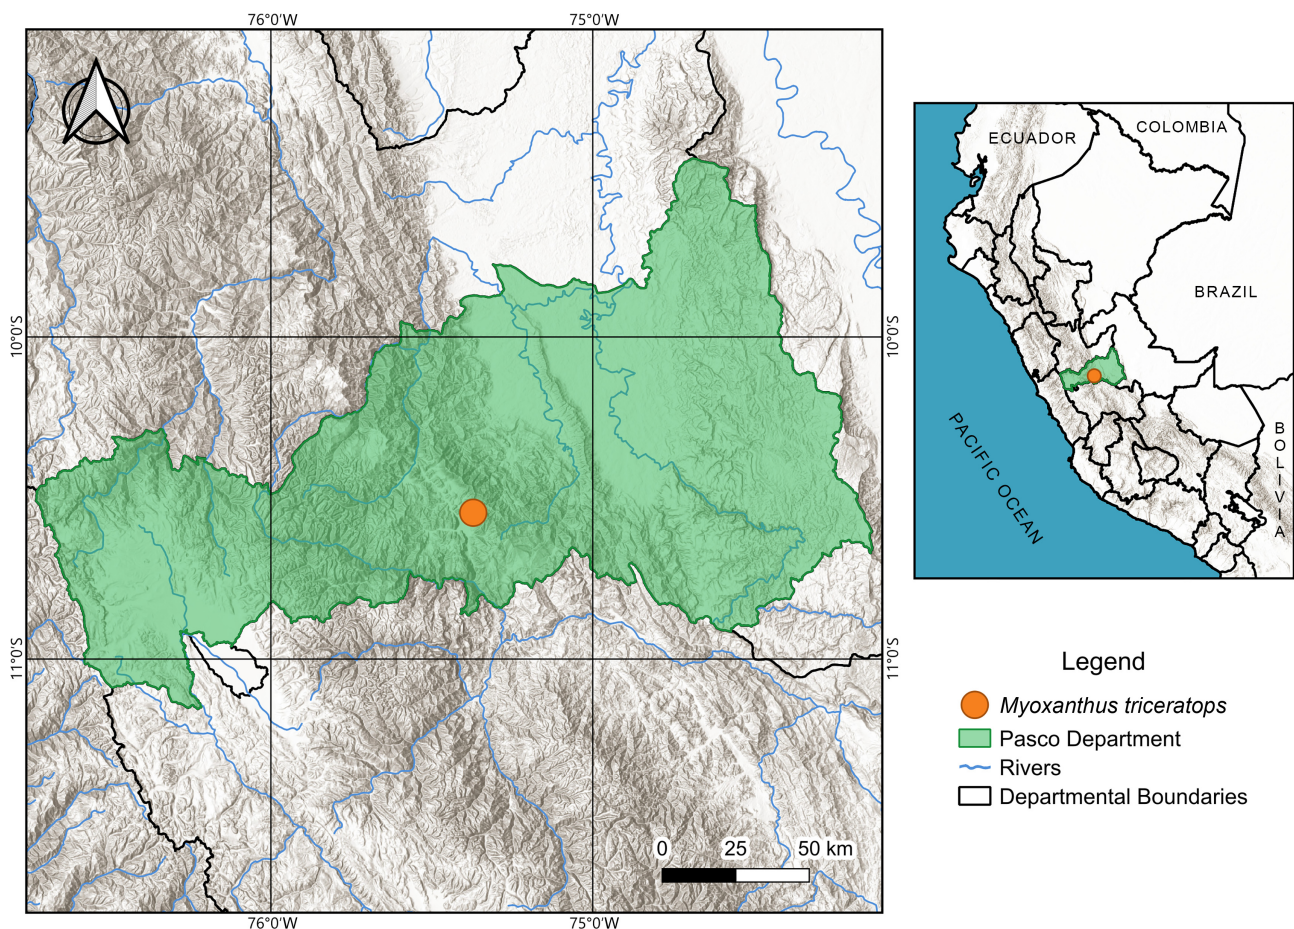 76°0'W
75°0'W
10°0'S
10°0'S
11°0'S
11°0'S
0
25
50 km
76°0'W
75°0'W
ECUADOR
COLOMBIA
BRAZIL
BOLIVIA
PACIFIC OCEAN
Legend
Myoxanthus triceratops
Pasco Department
Rivers
Departmental Boundaries